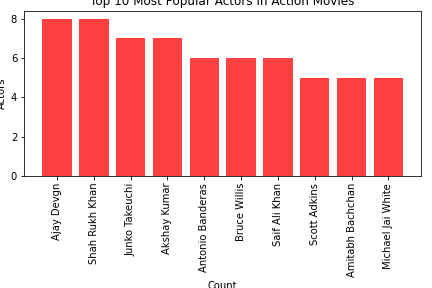 Top 10 Most Popular Actors in Action Movies
Actors
8
6
4
2
0
Ajay Devgn
Shah Rukh Khan
Junko Takeuchi
Akshay Kumar
Antonio Banderas
Bruce Willis
Saif Ali Khan
Scott Adkins
Amitabh Bachchan
Michael Jai White
Count